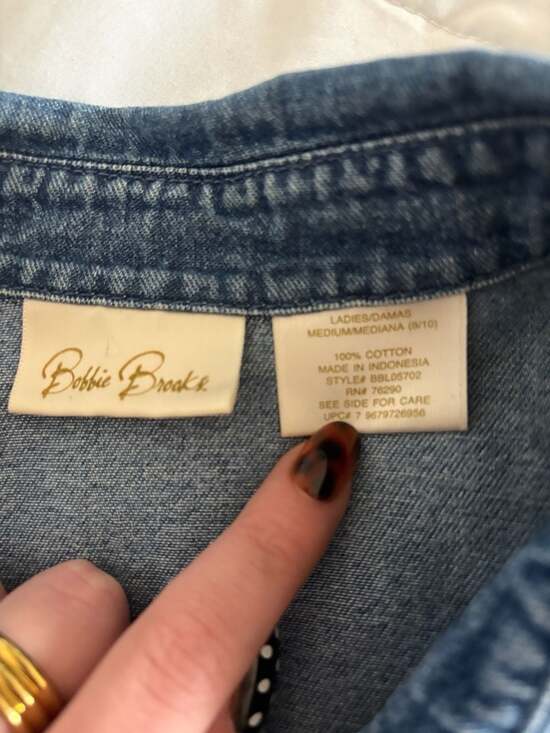 Bobbie Brooks®
LADIES/DAMAS
MEDIUM/MEDIANA (8/10)
100% COTTON
MADE IN INDONESIA
STYLE# BBL05702
RN# 76290
SEE SIDE FOR CARE
UPC# 7 9679726956